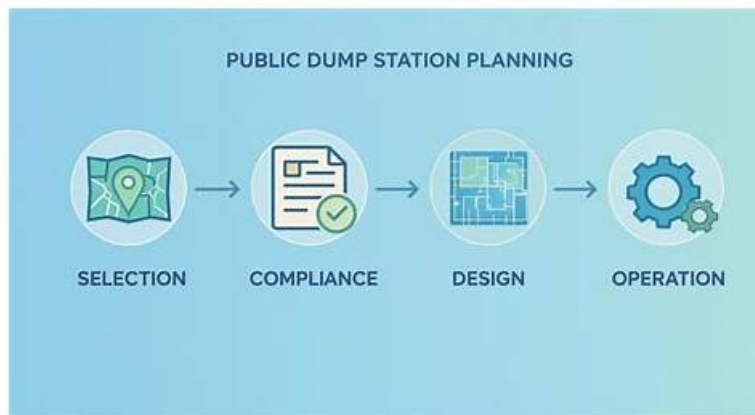 PUBLIC DUMP STATION PLANNING
SELECTION
COMPLIANCE
DESIGN
OPERATION